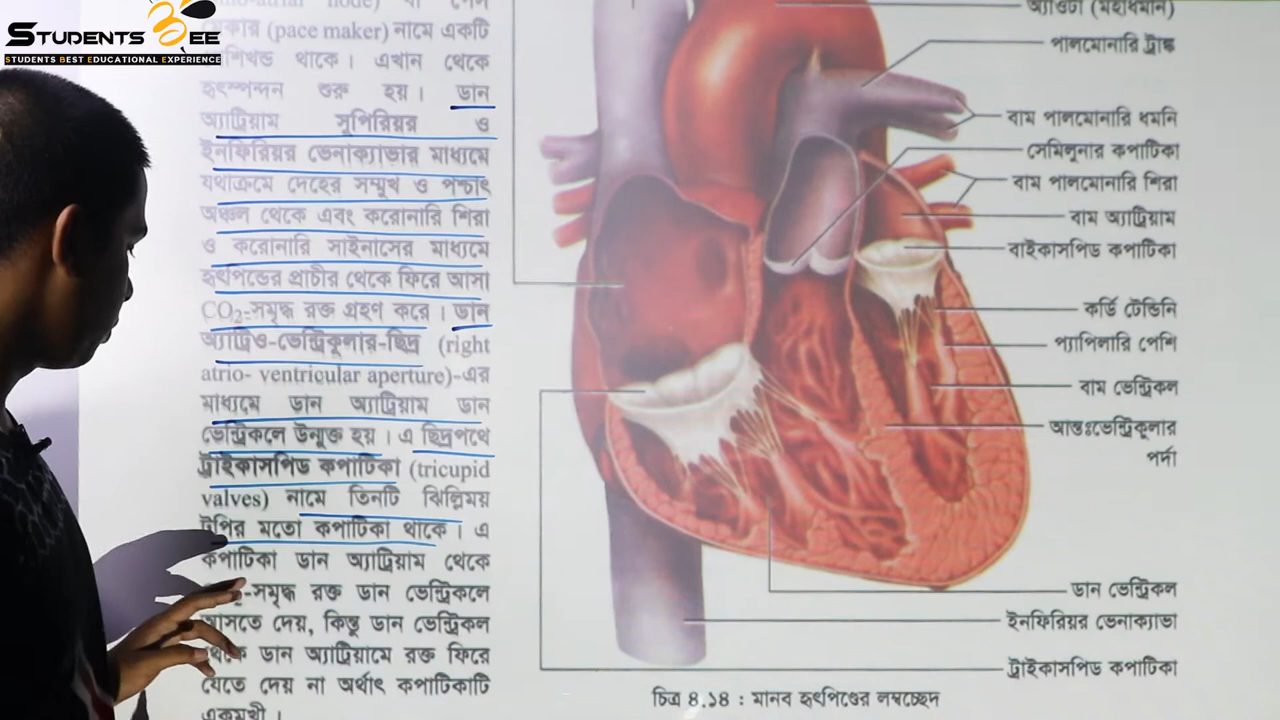 STUDENTS BEE
STUDENTS BEST EDUCATIONAL EXPERIENCE
(pace maker) নামে একটি
থাকে। এখান থেকে
হৃৎস্পন্দন শুরু হয়। ডান
অ্যাট্রিয়াম সুপিরিয়র ও
ইনফিরিয়র ভেনাক্যাভার মাধ্যমে
যথাক্রমে দেহের সম্মুখ ও পশ্চাৎ
অঞ্চল থেকে এবং করোনারি শিরা
ও করোনারি সাইনাসের মাধ্যমে
হৃৎপিন্ডের প্রাচীর থেকে ফিরে আসা
CO₂-সমৃদ্ধ রক্ত গ্রহণ করে। ডান
অ্যাট্রিও-ভেন্ট্রিকুলার-ছিদ্র (right
atrio- ventricular aperture)-এর
মাধ্যমে ডান অ্যাট্রিয়াম ডান
ভেন্ট্রিকলে উন্মুক্ত হয়। এ ছিদ্রপথে
ট্রাইকাসপিড কপাটিকা (tricupid
valves) নামে তিনটি ঝিল্লিময়
টুপির মতো কপাটিকা থাকে। এ
কপাটিকা ডান অ্যাট্রিয়াম থেকে
-সমৃদ্ধ রক্ত ডান ভেন্ট্রিকলে
আসতে দেয়, কিন্তু ডান ভেন্ট্রিকল
থেকে ডান অ্যাট্রিয়ামে রক্ত ফিরে
যেতে দেয় না অর্থাৎ কপাটিকাটি
একমুখী।
অ্যাওর্টা (মহাধমনি)
পালমোনারি ট্রাঙ্ক
বাম পালমোনারি ধমনি
সেমিলুনার কপাটিকা
বাম পালমোনারি শিরা
বাম অ্যাট্রিয়াম
বাইকাসপিড কপাটিকা
কর্ডি টেন্ডিনি
প্যাপিলারি পেশি
বাম ভেন্ট্রিকল
আন্তঃভেন্ট্রিকুলার
পর্দা
ডান ভেন্ট্রিকল
ইনফিরিয়র ভেনাক্যাভা
ট্রাইকাসপিড কপাটিকা
চিত্র ৪.১৪ : মানব হৃৎপিণ্ডের লম্বচ্ছেদ